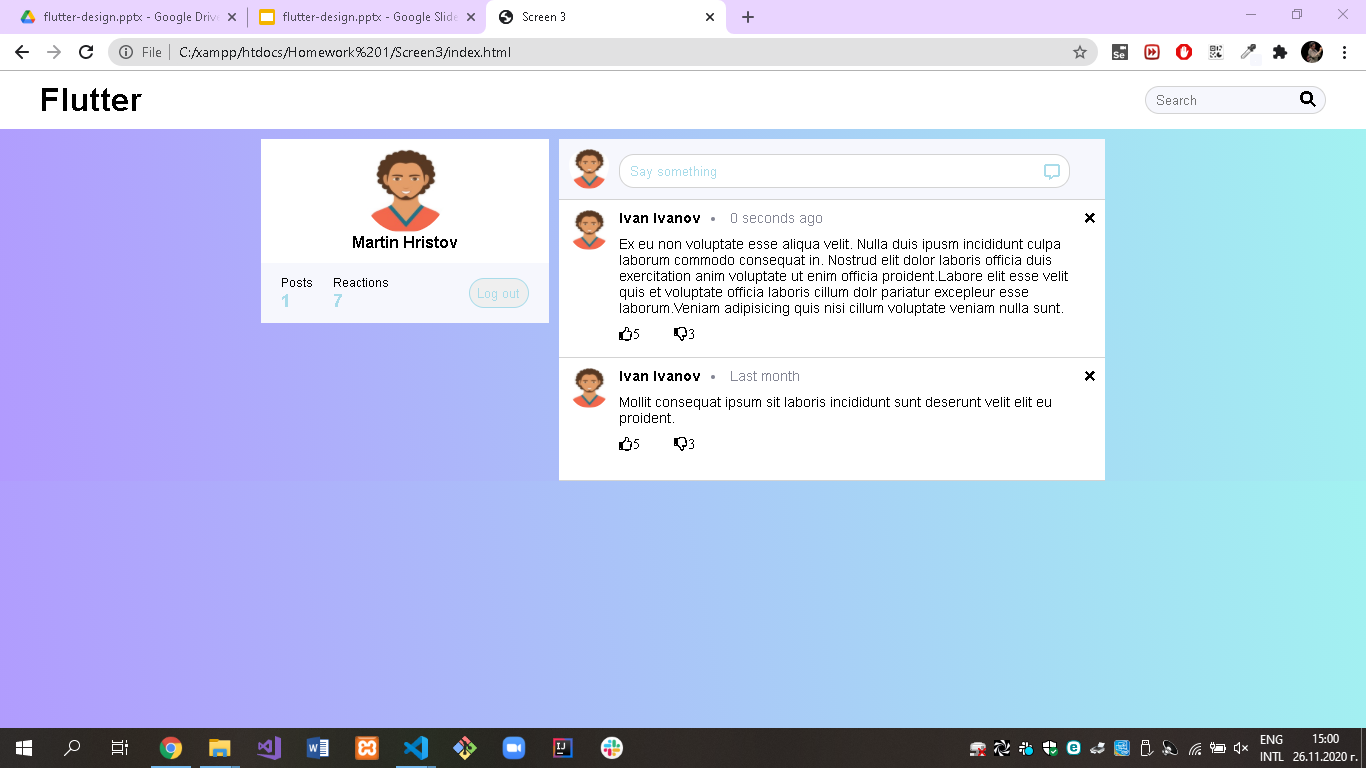 flutter-design.pptx - Google Driv
flutter-design.pptx - Google Slid
Screen 3
File
C:/xampp/htdocs/Homework%201/Screen3/index.html
Se
Flutter
Search
Martin Hristov
Posts
Reactions
1
7
Log out
Say something
Ivan Ivanov • 0 seconds ago
Ex eu non voluptate esse aliqua velit. Nulla duis ipusm incididunt culpa
laborum commodo consequat in. Nostrud elit dolor laboris officia duis
exercitation anim voluptate ut enim officia proident.Labore elit esse velit
quis et voluptate officia laboris cillum dolr pariatur excepleur esse
laborum.Veniam adipisicing quis nisi cillum voluptate veniam nulla sunt.
5 3
Ivan Ivanov • Last month
Mollit consequat ipsum sit laboris incididunt sunt deserunt velit elit eu
proident.
5 3
ENG
INTL
15:00
26.11.2020 г.